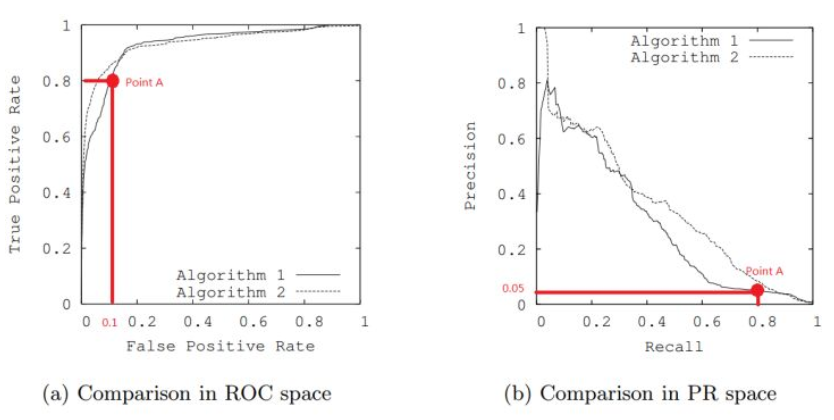 1
0.8
0.6
0.4
0.2
0
True Positive Rate
Point A
Algorithm 1
Algorithm 2
0 0.1 0.2 0.4 0.6 0.8 1
False Positive Rate
(a) Comparison in ROC space
1
0.8
0.6
0.4
0.2
0.05
0
Precision
Algorithm 1
Algorithm 2
Point A
0 0.2 0.4 0.6 0.8 1
Recall
(b) Comparison in PR space